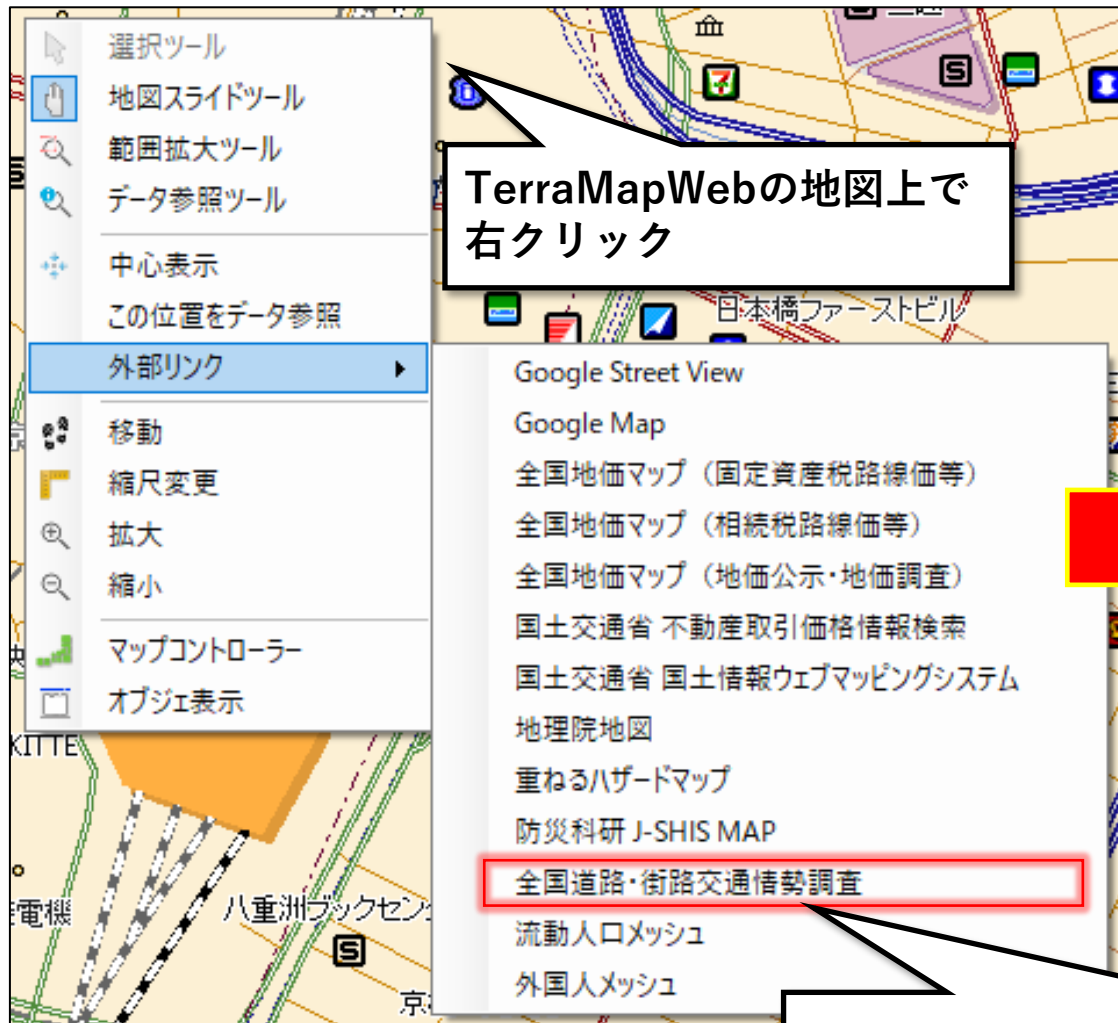 選択ツール
地図スライドツール
範囲拡大ツール
データ参照ツール
中心表示
この位置をデータ参照
外部リンク
移動
縮尺変更
拡大
縮小
マップコントローラー
オブジェ表示
TerraMapWebの地図上で
右クリック
日本橋ファーストビル
Google Street View
Google Map
全国地価マップ（固定資産税路線価等）
全国地価マップ（相続税路線価等）
全国地価マップ（地価公示･地価調査）
国土交通省 不動産取引価格情報検索
国土交通省 国土情報ウェブマッピングシステム
地理院地図
重ねるハザードマップ
防災科研 J-SHIS MAP
全国道路･街路交通情勢調査
流動人口メッシュ
外国人メッシュ
KITTE
電機
八重洲ブックセン
S
S
京